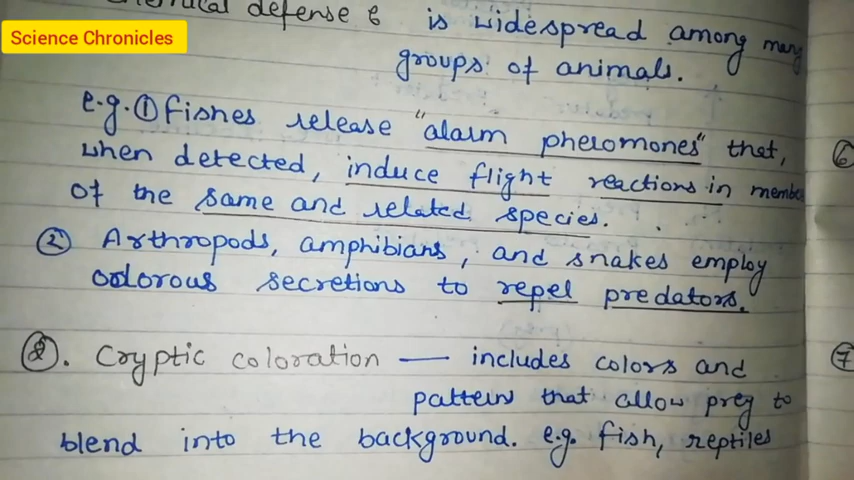 Science Chronicles
defense is widespread among many
groups of animals.
e.g. ① fishes release "alarm pheromones" that,
when detected, induce flight reactions in membe
of the same and related species.
② Arthropods, amphibians, and snakes employ
odorous secretions to repel predators.
②. Cryptic coloration — includes colors and
pattern that allow prey to
blend into the background. e.g. fish, reptiles
⑥
⑦